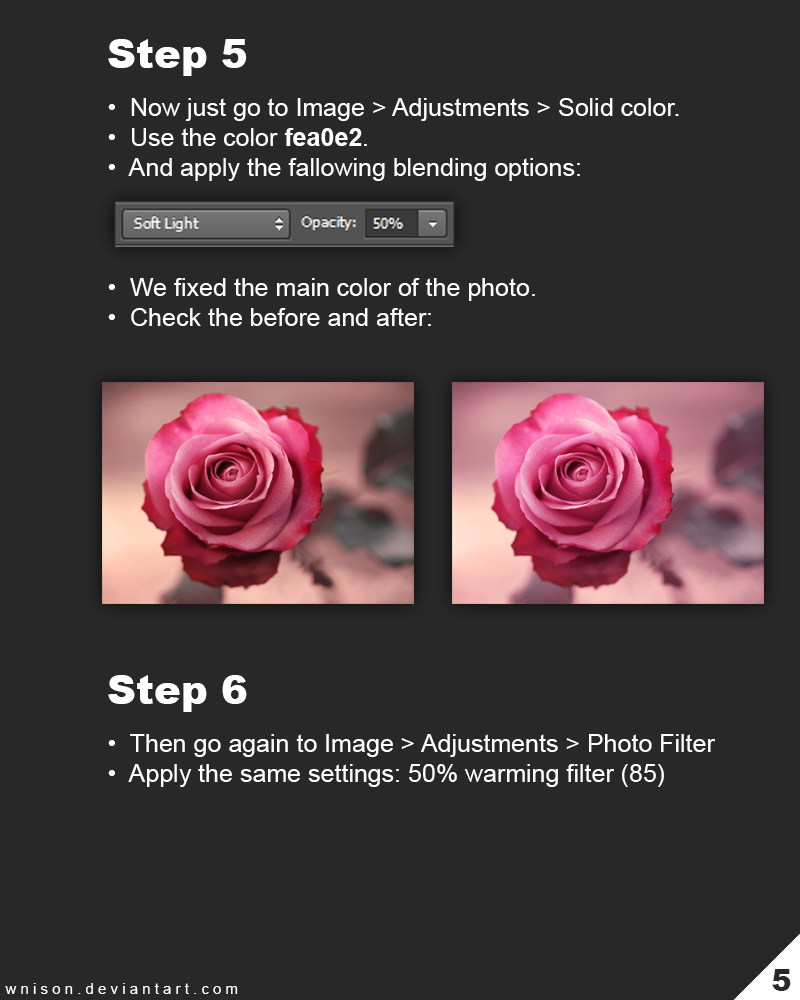 Step 5
• Now just go to Image > Adjustments > Solid color.
• Use the color fea0e2.
• And apply the fallowing blending options:
Soft Light Opacity: 50%
• We fixed the main color of the photo.
• Check the before and after:
Step 6
• Then go again to Image > Adjustments > Photo Filter
• Apply the same settings: 50% warming filter (85)
wnison.deviantart.com
5